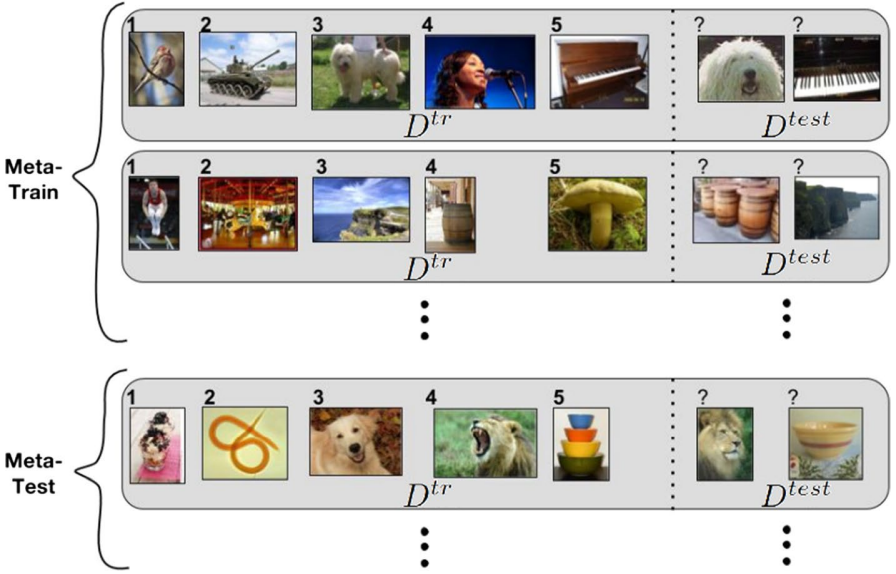 1 2 3 4 5 ? ?
D^{tr} D^{test}
Meta-
Train
1 2 3 4 5 ? ?
D^{tr} D^{test}
1 2 3 4 5 ? ?
Meta-
Test
D^{tr} D^{test}